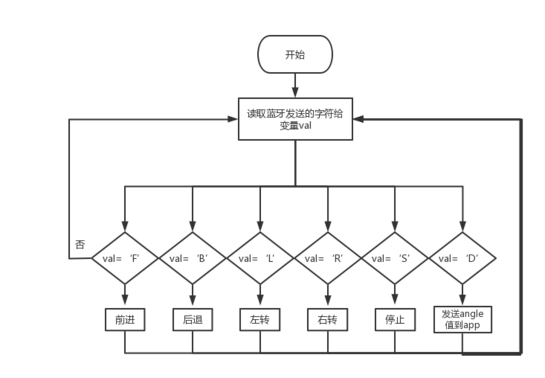 开始
读取蓝牙发送的字符给
变量val
否
val= ‘F’
val= ‘B’
val= ‘L’
val= ‘R’
val= ‘S’
val= ‘D’
前进
后退
左转
右转
停止
发送angle
值到app